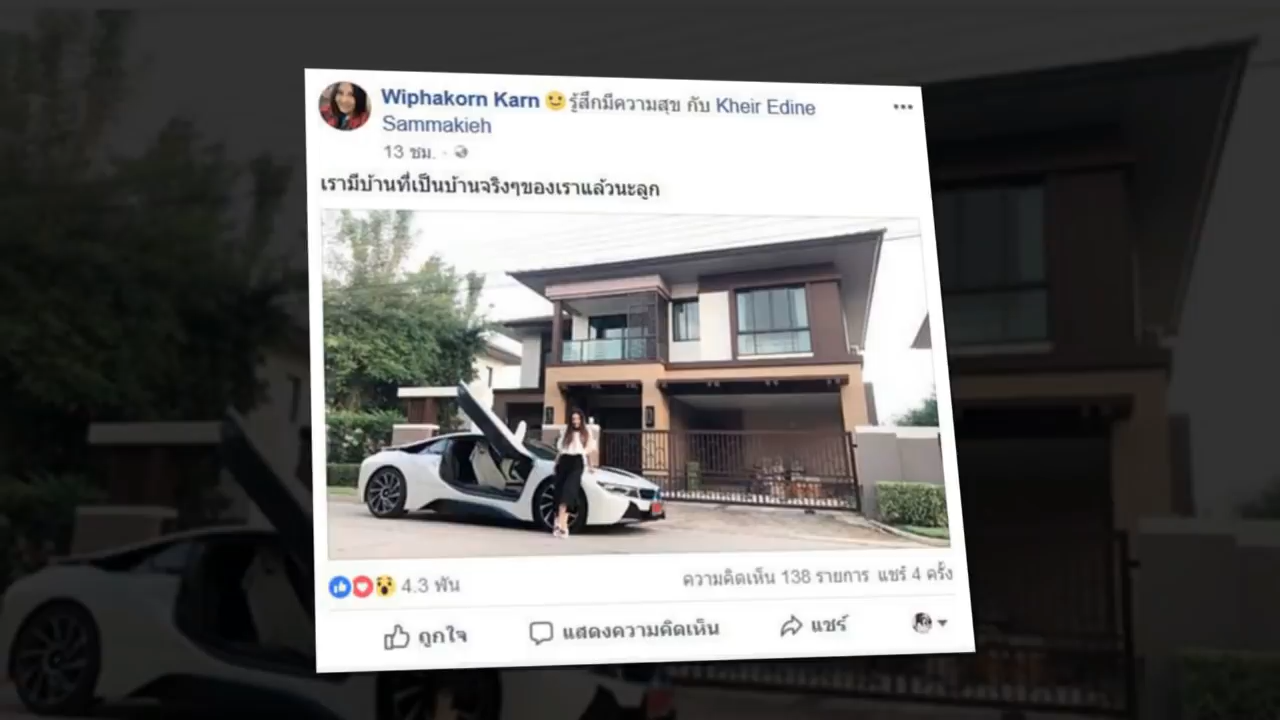 Wiphakorn Karn รู้สึกมีความสุข กับ Kheir Edine
Sammakieh
13 ชม.
เรามีบ้านที่เป็นบ้านจริงๆของเราแล้วนะลูก
4.3 พัน
ความคิดเห็น 138 รายการ แชร์ 4 ครั้ง
ถูกใจ
แสดงความคิดเห็น
แชร์